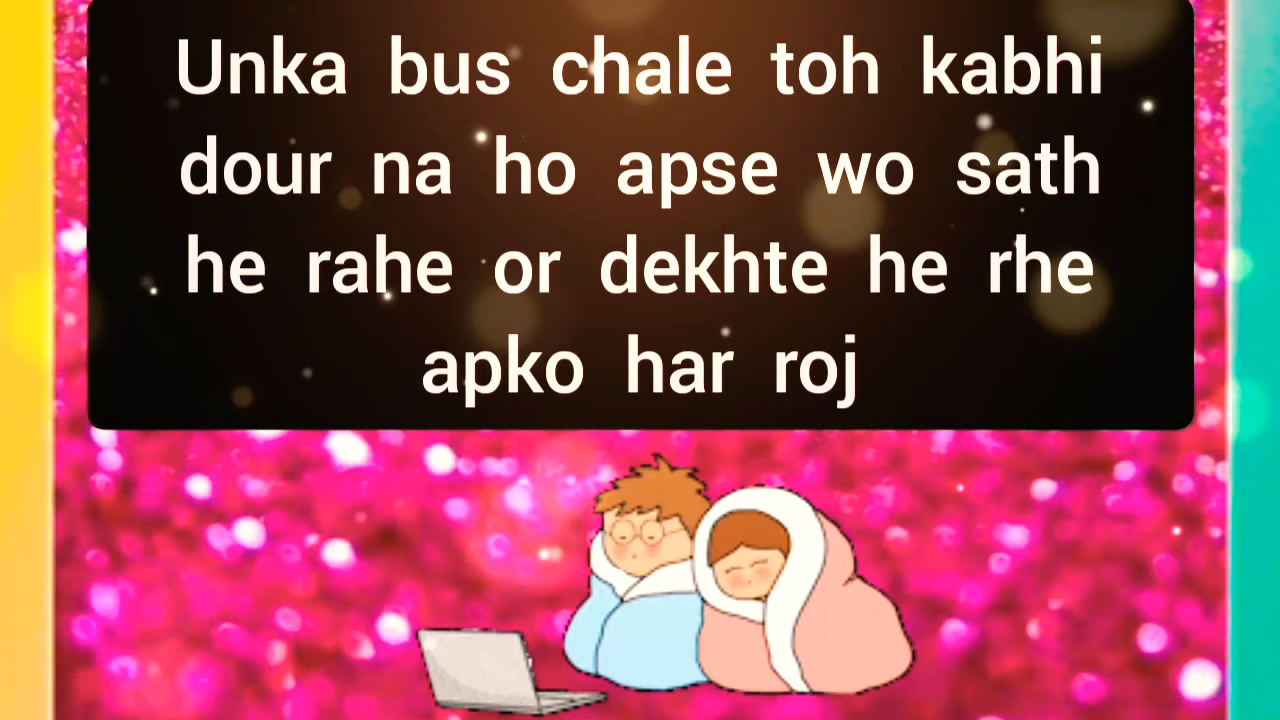 Unka bus chale toh kabhi
dour na ho apse wo sath
he rahe or dekhte he rhe
apko har roj